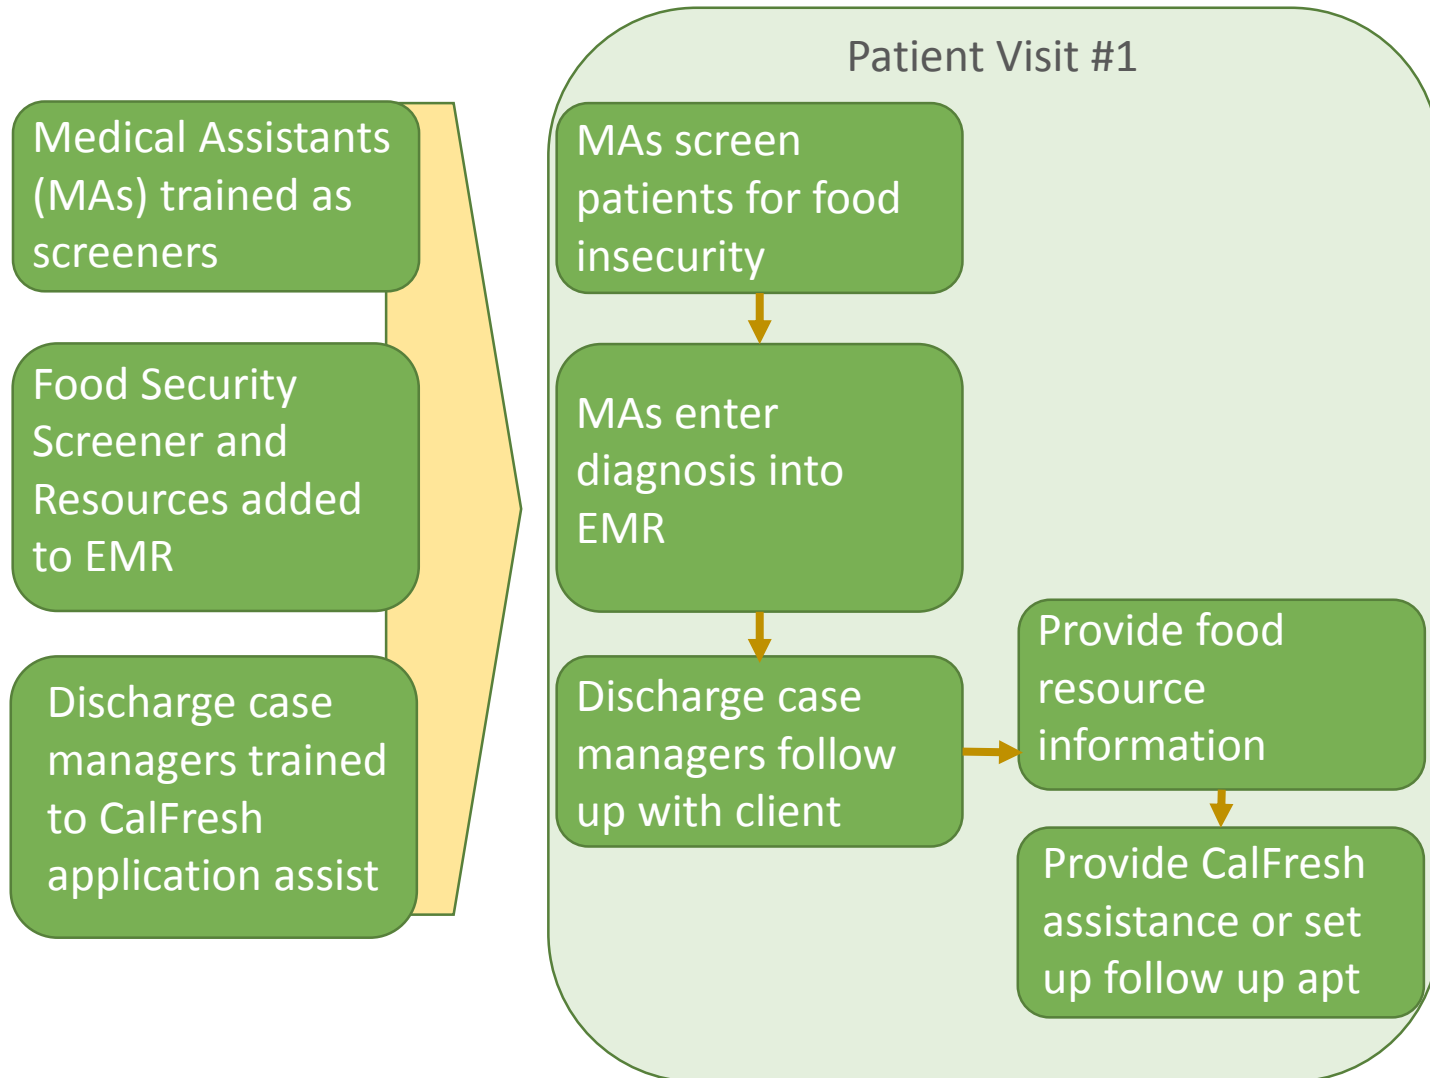 Patient Visit #1
Medical Assistants
(MAs) trained as
screeners
Food Security
Screener and
Resources added
to EMR
Discharge case
managers trained
to CalFresh
application assist
MAs screen
patients for food
insecurity
MAs enter
diagnosis into
EMR
Discharge case
managers follow
up with client
Provide food
resource
information
Provide CalFresh
assistance or set
up follow up apt